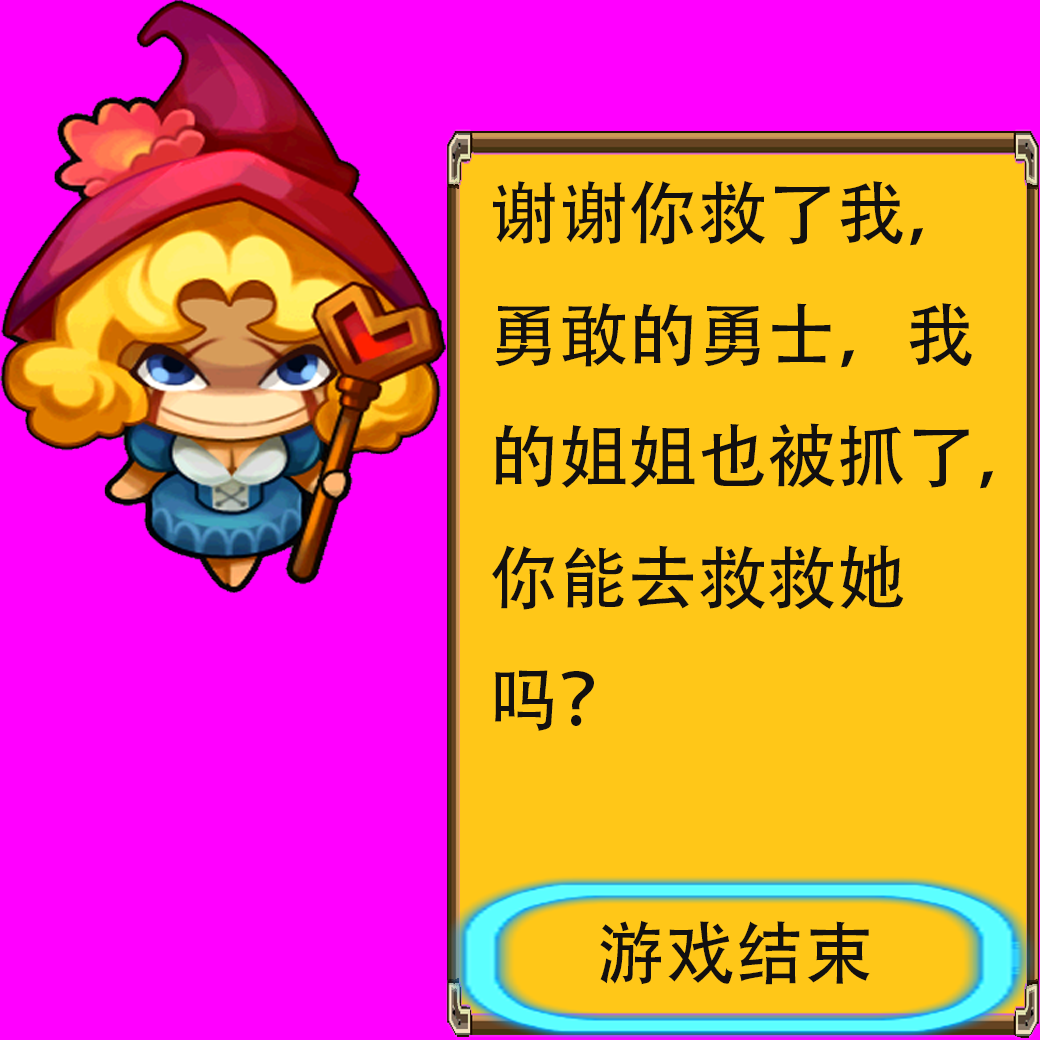 谢谢你救了我,
勇敢的勇士, 我
的姐姐也被抓了,
你能去救救她
吗?
游戏结束